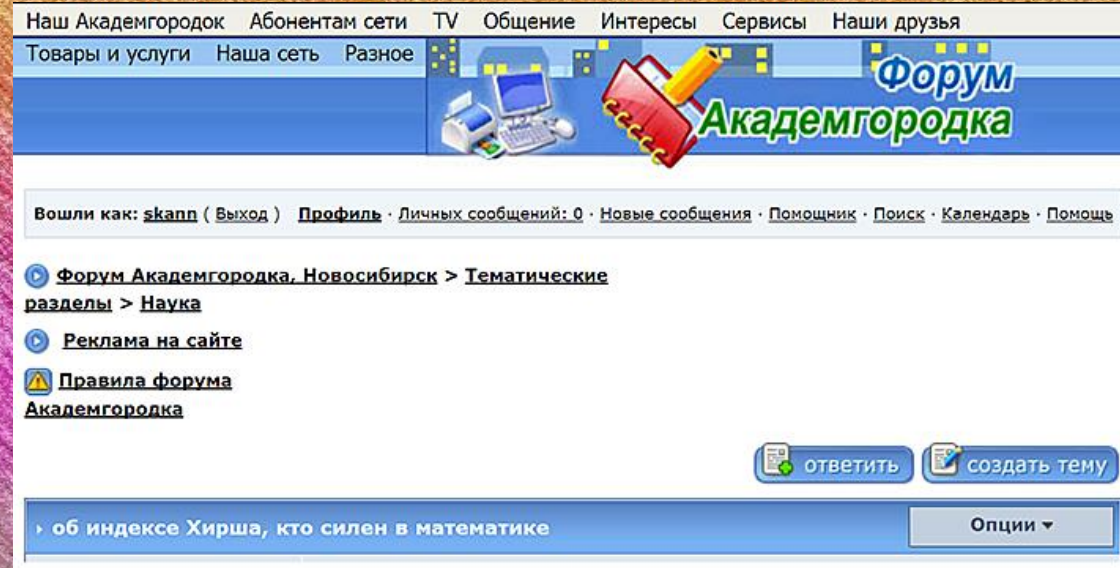 Наш Академгородок Абонентам сети TV Общение Интересы Сервисы Наши друзья
Товары и услуги Наша сеть Разное
Форум
Академгородка
Вошли как: skann ( Выход ) Профиль · Личных сообщений: 0 · Новые сообщения · Помощник · Поиск · Календарь · Помощь
Форум Академгородка, Новосибирск > Тематические
разделы > Наука
Реклама на сайте
Правила форума
Академгородка
ответить создать тему
› об индексе Хирша, кто силен в математике Опции ▾